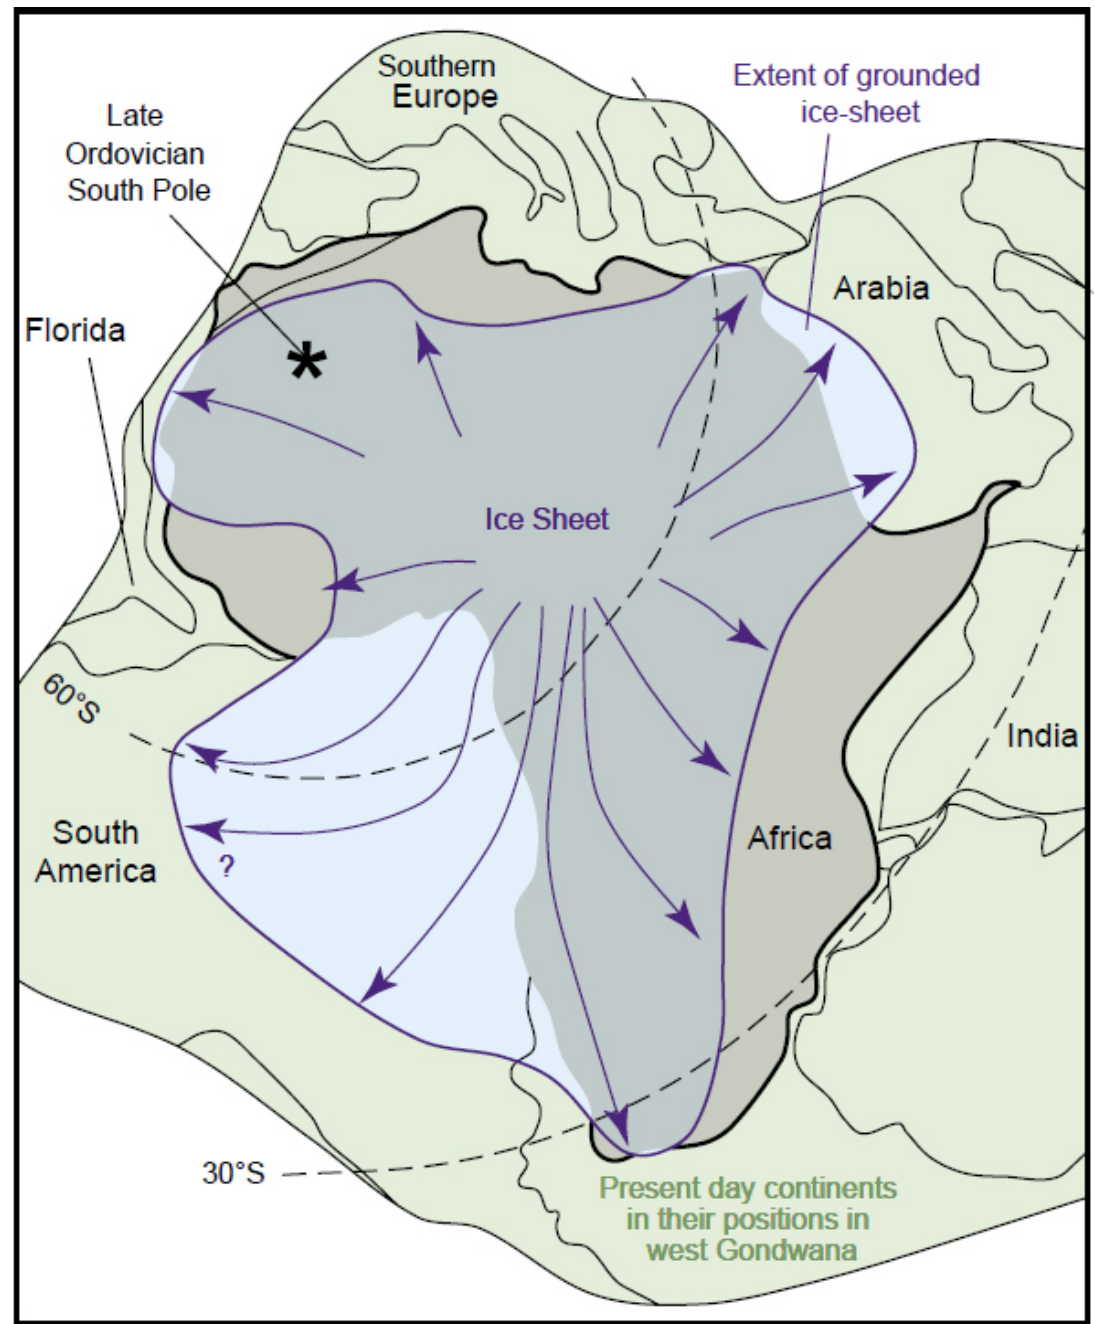 Southern
Europe
Extent of grounded
ice-sheet
Late
Ordovician
South Pole
Arabia
Florida
*
Ice Sheet
60°S
India
South
America
?
Africa
30°S
Present day continents
in their positions in
west Gondwana